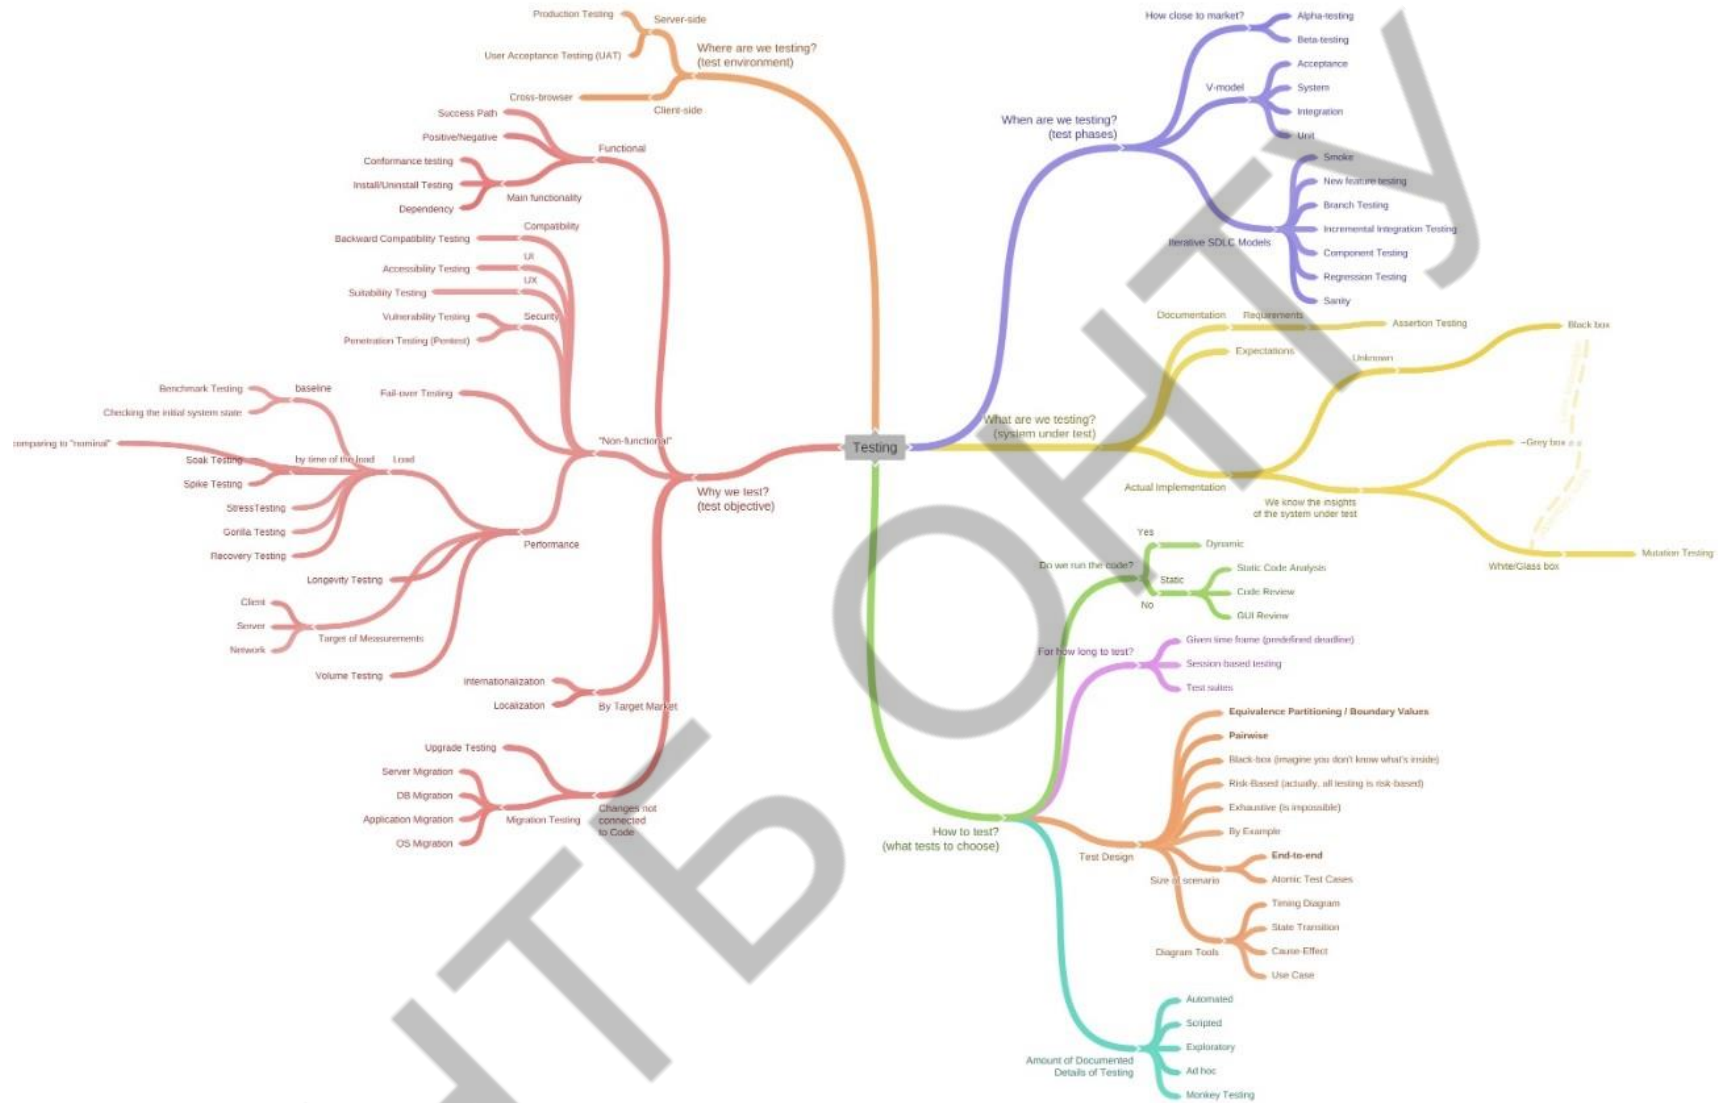 Production Testing
Server-side
User Acceptance Testing (UAT)
Where are we testing?
(test environment)
Cross-browser
Client-side
Success Path
Positive/Negative
Functional
Conformance testing
Install/Uninstall Testing
Main functionality
Dependency
Compatibility
Backward Compatibility Testing
UI
Accessibility Testing
UX
Suitability Testing
Vulnerability Testing
Security
Penetration Testing (Pentest)
Benchmark Testing
baseline
Checking the initial system state
Fail-over Testing
comparing to "nominal"
"Non-functional"
Soak Testing
by time of the load
Load
Spike Testing
StressTesting
Gorilla Testing
Recovery Testing
Why we test?
(test objective)
Performance
Longevity Testing
Client
Server
Target of Measurements
Network
Volume Testing
Internationalization
Localization
By Target Market
Upgrade Testing
Server Migration
DB Migration
Application Migration
Migration Testing
OS Migration
Changes not
connected
to Code
Testing
How close to market?
Alpha-testing
Beta-testing
V-model
Acceptance
System
Integration
Unit
When are we testing?
(test phases)
Smoke
New feature testing
Branch Testing
Incremental Integration Testing
Iterative SDLC Models
Component Testing
Regression Testing
Sanity
Documentation
Requirements
Assertion Testing
Expectations
Black box
Unknown
What are we testing?
(system under test)
~Grey box
Actual Implementation
We know the insights
of the system under test
White/Glass box
Mutation Testing
Yes
Dynamic
Do we run the code?
Static
Static Code Analysis
Code Review
No
GUI Review
For how long to test?
Given time frame (predefined deadline)
Session based testing
Test suites
Equivalence Partitioning / Boundary Values
Pairwise
Black-box (imagine you don't know what's inside)
Risk-Based (actually, all testing is risk-based)
Exhaustive (is impossible)
By Example
How to test?
(what tests to choose)
Test Design
End-to-end
Size of scenario
Atomic Test Cases
Timing Diagram
State Transition
Diagram Tools
Cause-Effect
Use Case
Automated
Scripted
Exploratory
Amount of Documented
Details of Testing
Ad hoc
Monkey Testing
ОНТУ